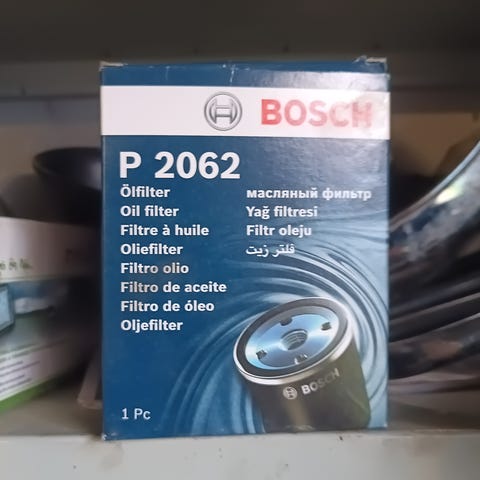 BOSCH
P 2062
Ölfilter
Oil filter
Filtre à huile
Oliefilter
Filtro olio
Filtro de aceite
Filtro de óleo
Oljefilter
масляный фильтр
Yağ filtresi
Filtr oleju
فلتر زيت
BOSCH
1 Pc